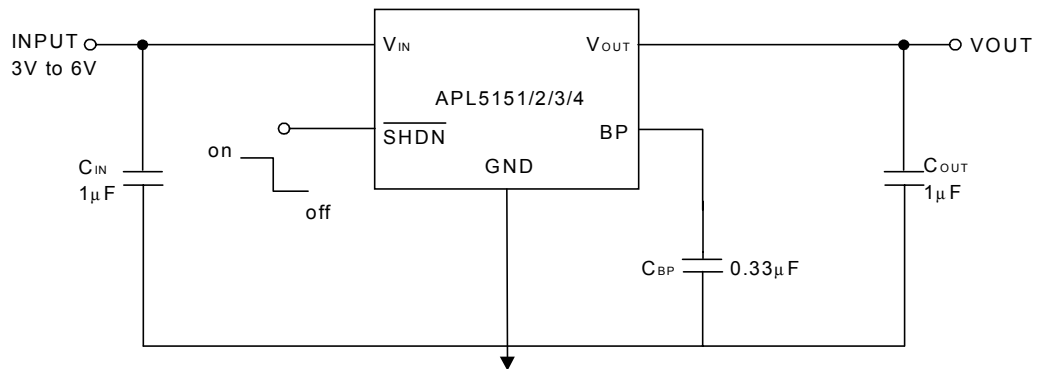 INPUT
3V to 6V
VIN
VOUT
VOUT
APL5151/2/3/4
SHDN
BP
on
off
GND
CIN
1μF
COUT
1μF
CBP
0.33μF